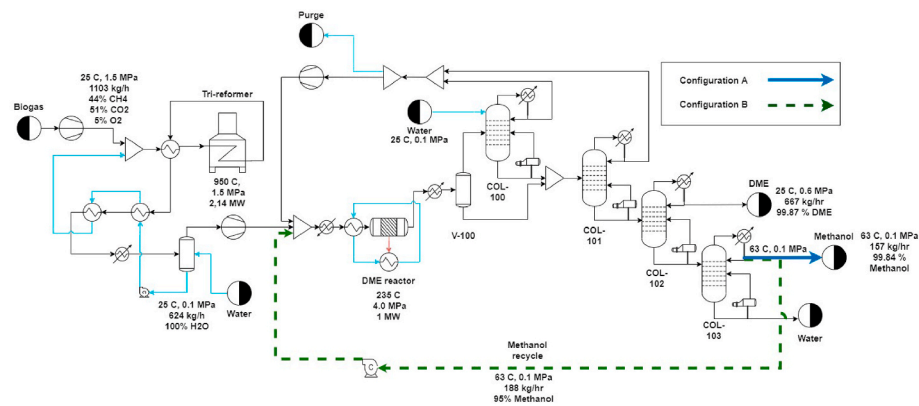 Purge
25 C, 1.5 MPa
1103 kg/h
44% CH4
51% CO2
5% O2
Biogas
Tri-reformer
950 C,
1.5 MPa
2,14 MW
Water
25 C, 0.1 MPa
COL-
100
V-100
COL-
101
COL-
102
COL-
103
Configuration A
Configuration B
DME
25 C, 0.6 MPa
667 kg/hr
99.87 % DME
63 C, 0.1 MPa
Methanol
63 C, 0.1 MPa
157 kg/hr
99.84 %
Methanol
Water
DME reactor
235 C
4.0 MPa
1 MW
25 C, 0.1 MPa
624 kg/h
100% H2O
Water
C
C
Methanol
recycle
63 C, 0.1 MPa
188 kg/hr
95% Methanol